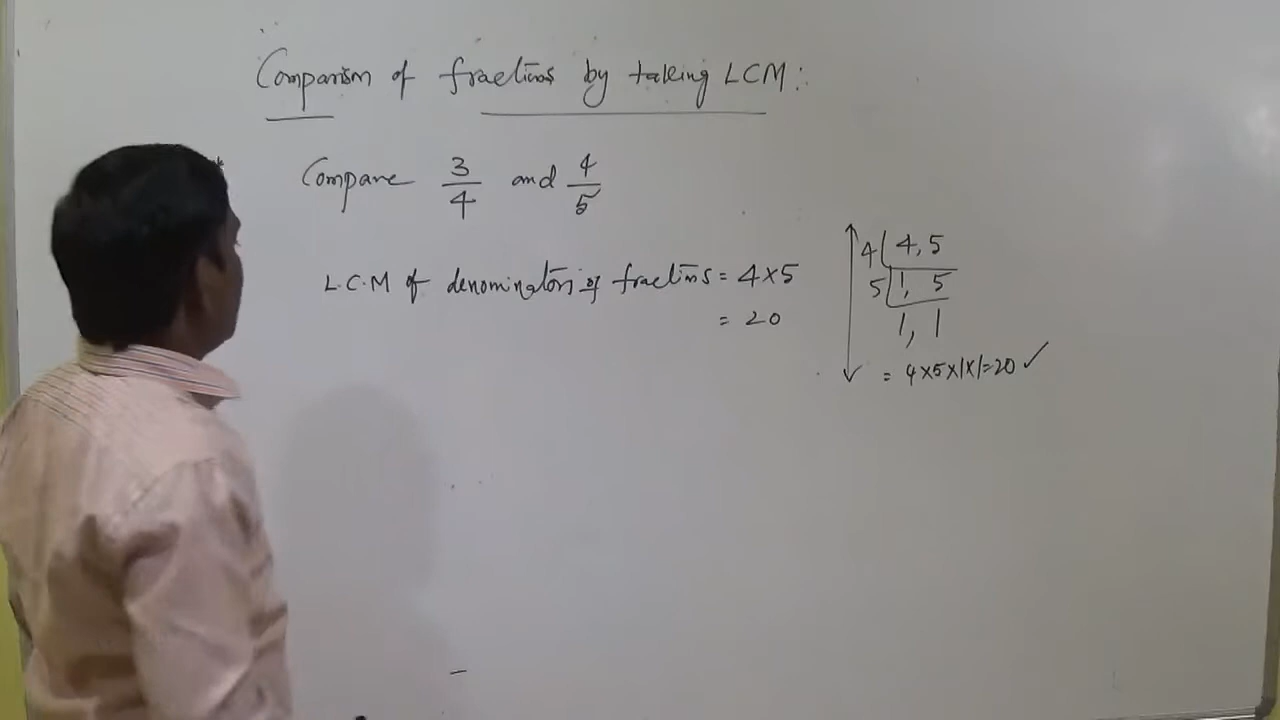 Comparism of fractions by taking LCM:
Compare 3/4 and 4/5
L.C.M of denominators of fractions = 4×5
= 20
4 | 4, 5
5 | 1, 5
1, 1
= 4×5×1×1=20 ✓